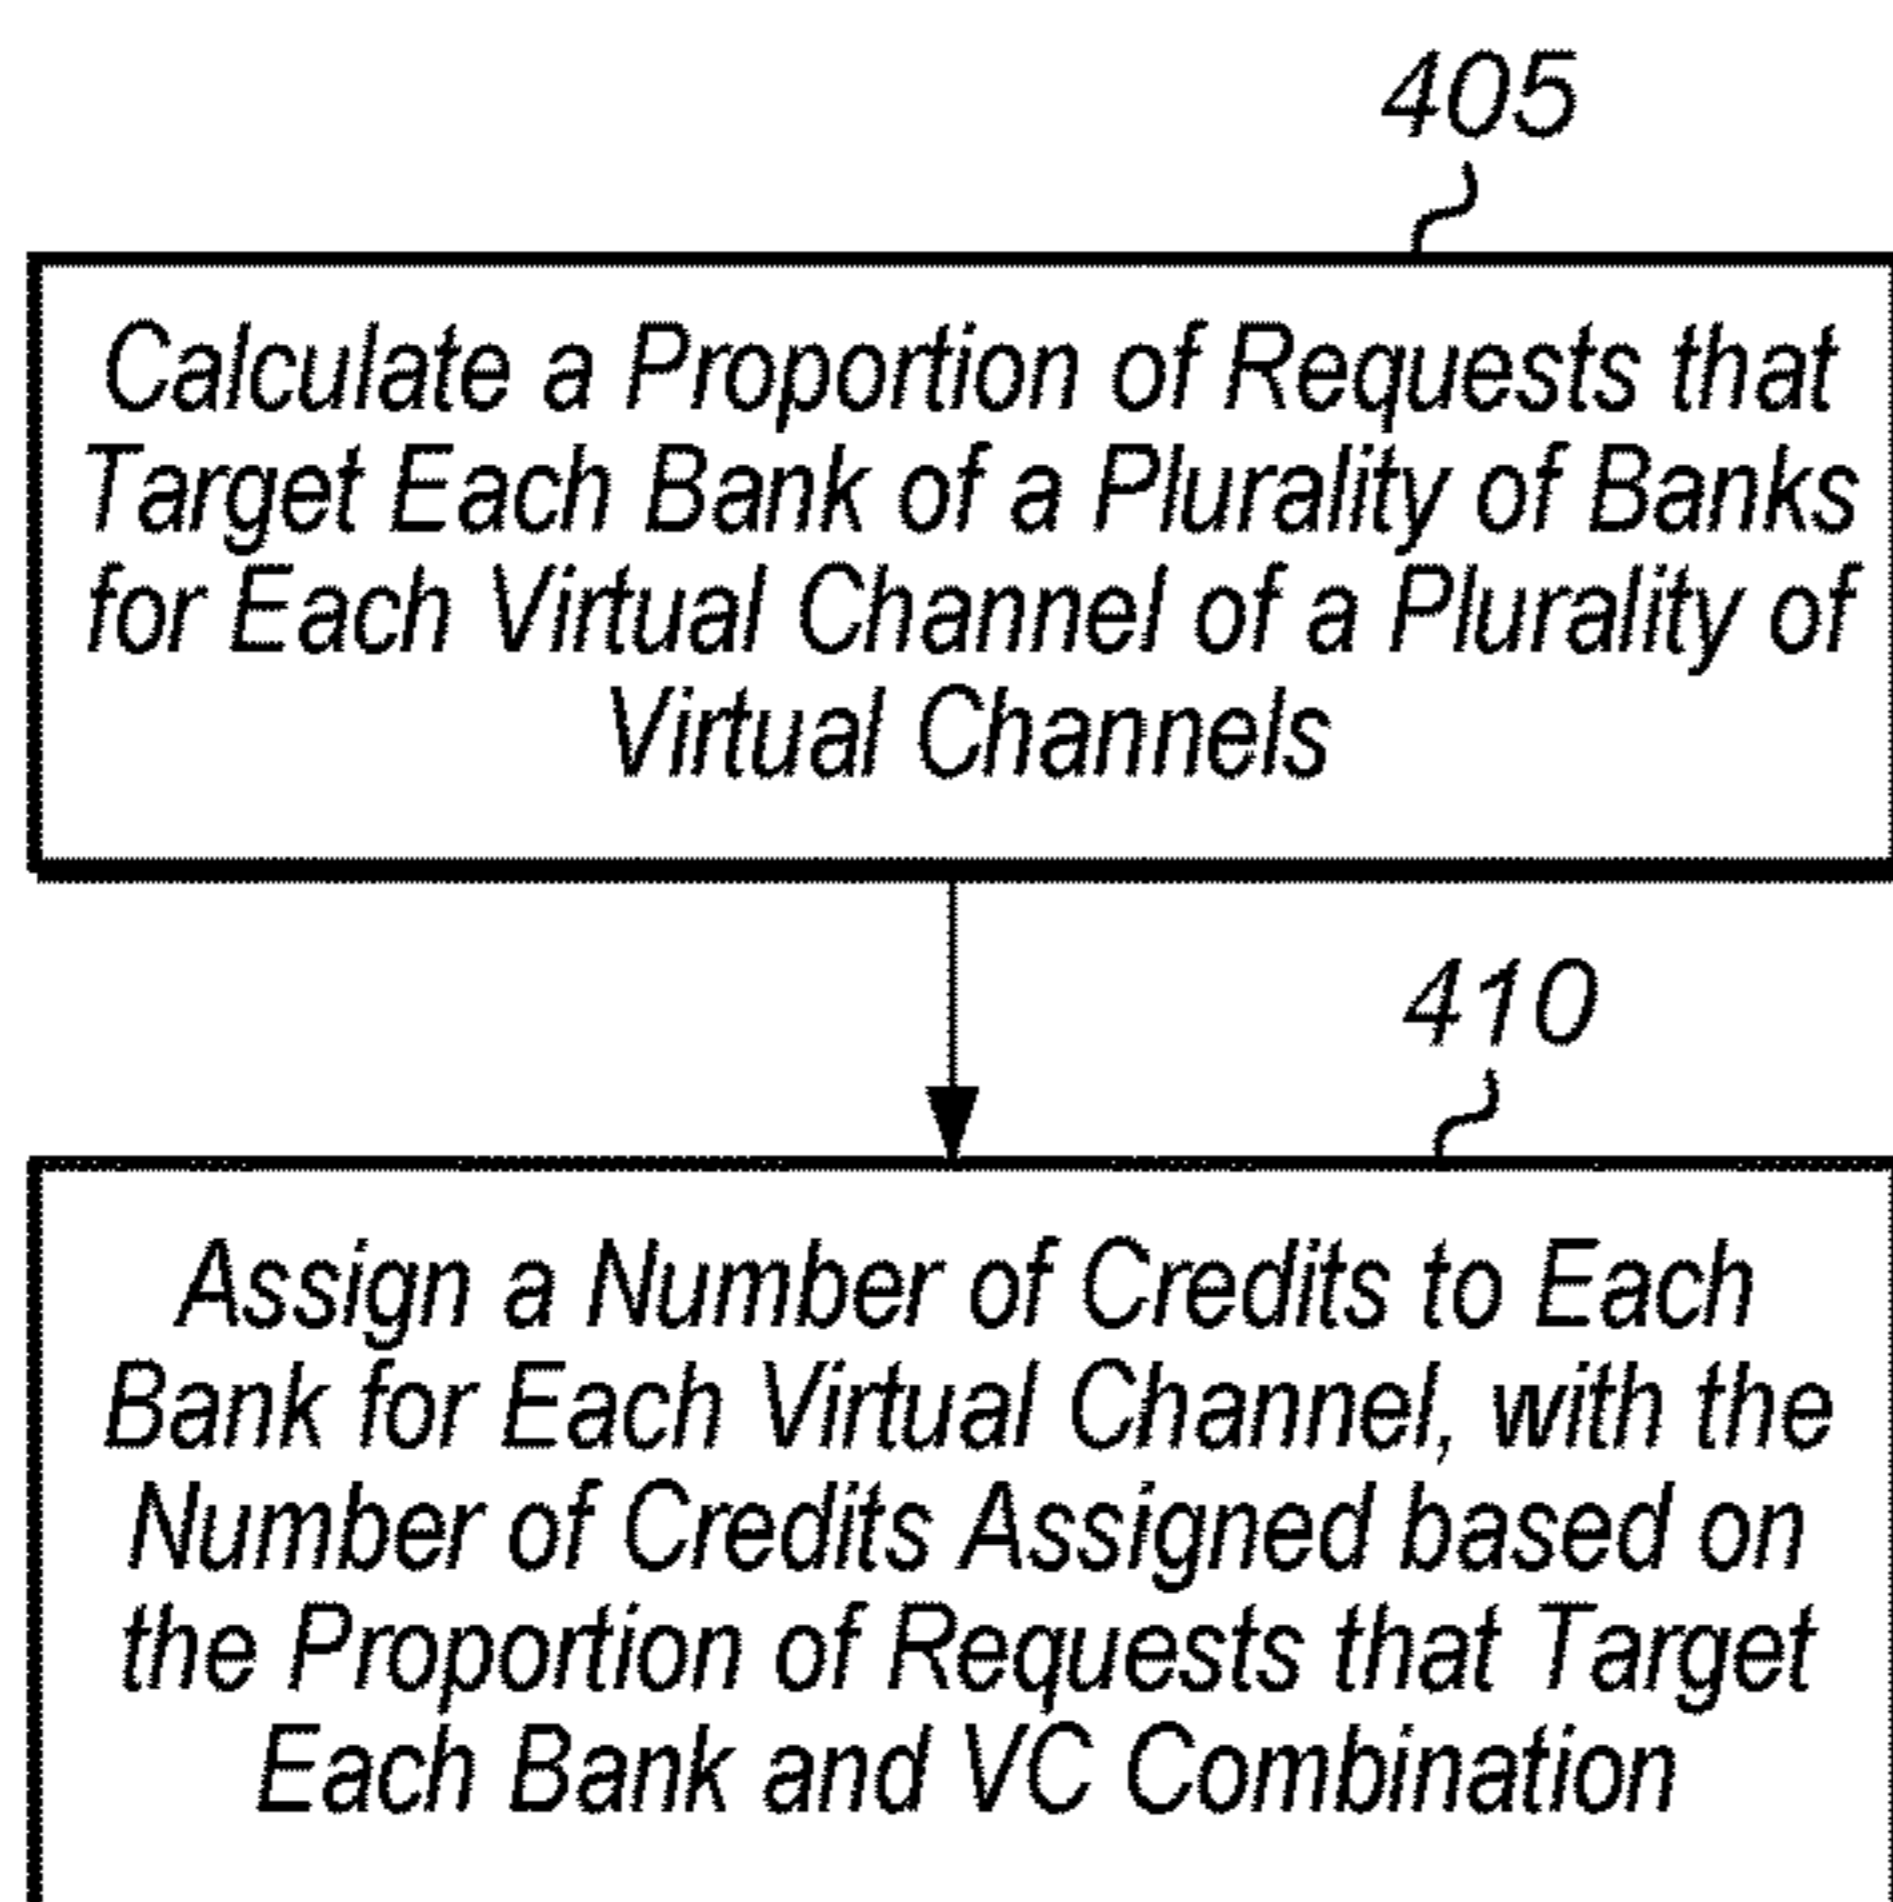 405
Calculate a Proportion of Requests that
Target Each Bank of a Plurality of Banks
for Each Virtual Channel of a Plurality of
Virtual Channels
410
Assign a Number of Credits to Each
Bank for Each Virtual Channel, with the
Number of Credits Assigned based on
the Proportion of Requests that Target
Each Bank and VC Combination